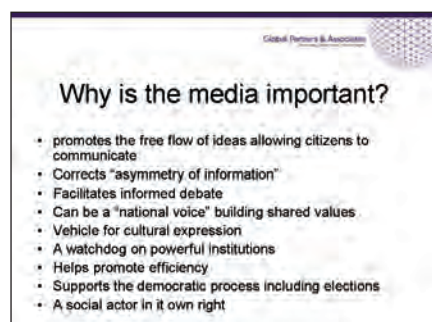 Global Partners & Associates
Why is the media important?
• promotes the free flow of ideas allowing citizens to
communicate
• Corrects "asymmetry of information"
• Facilitates informed debate
• Can be a "national voice" building shared values
• Vehicle for cultural expression
• A watchdog on powerful institutions
• Helps promote efficiency
• Supports the democratic process including elections
• A social actor in it own right